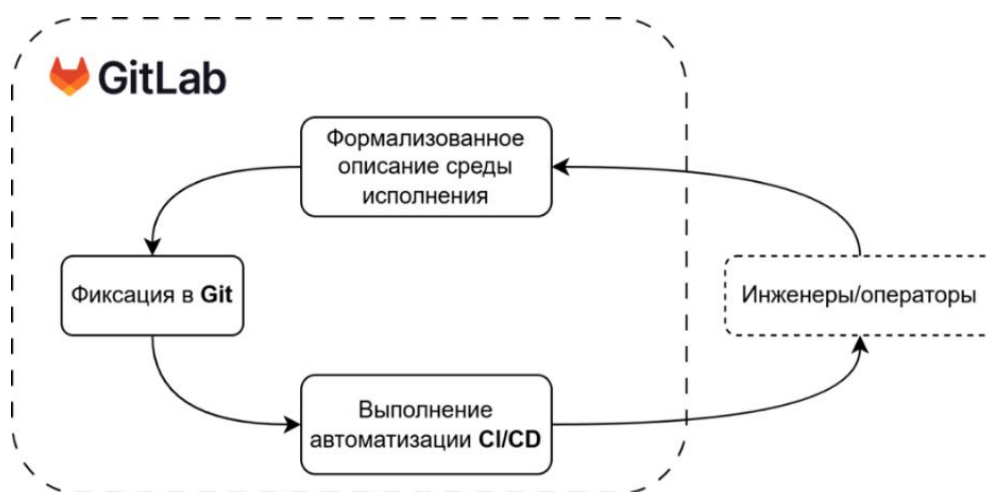 GitLab
Формализованное
описание среды
исполнения
Фиксация в Git
Инженеры/операторы
Выполнение
автоматизации CI/CD